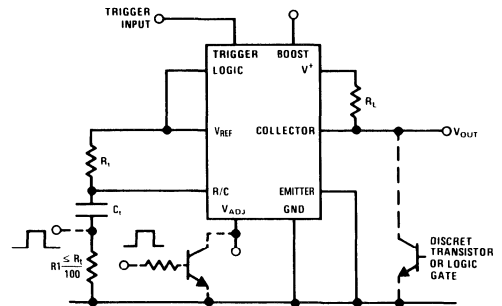 TRIGGER
INPUT
TRIGGER
BOOST
LOGIC
V+
RL
VREF
COLLECTOR
VOUT
Rt
R/C
EMITTER
Ct
VADJ
GND
R1 ≤ Rt
100
DISCRET
TRANSISTOR
OR LOGIC
GATE